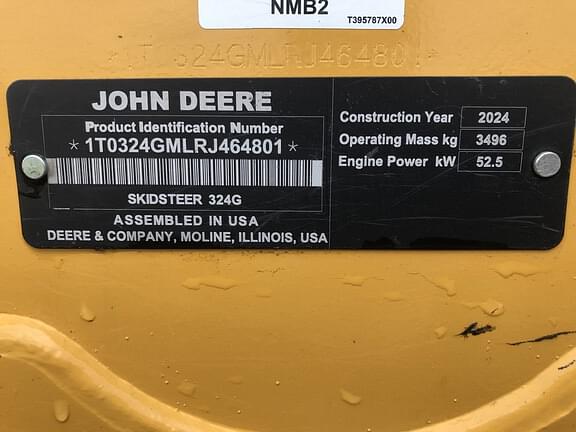 NMB2
T395787X00
*1T0324GMLRJ464801*
JOHN DEERE
Product Identification Number
*1T0324GMLRJ464801*
SKIDSTEER 324G
ASSEMBLED IN USA
DEERE & COMPANY, MOLINE, ILLINOIS, USA
Construction Year 2024
Operating Mass kg 3496
Engine Power kW 52.5